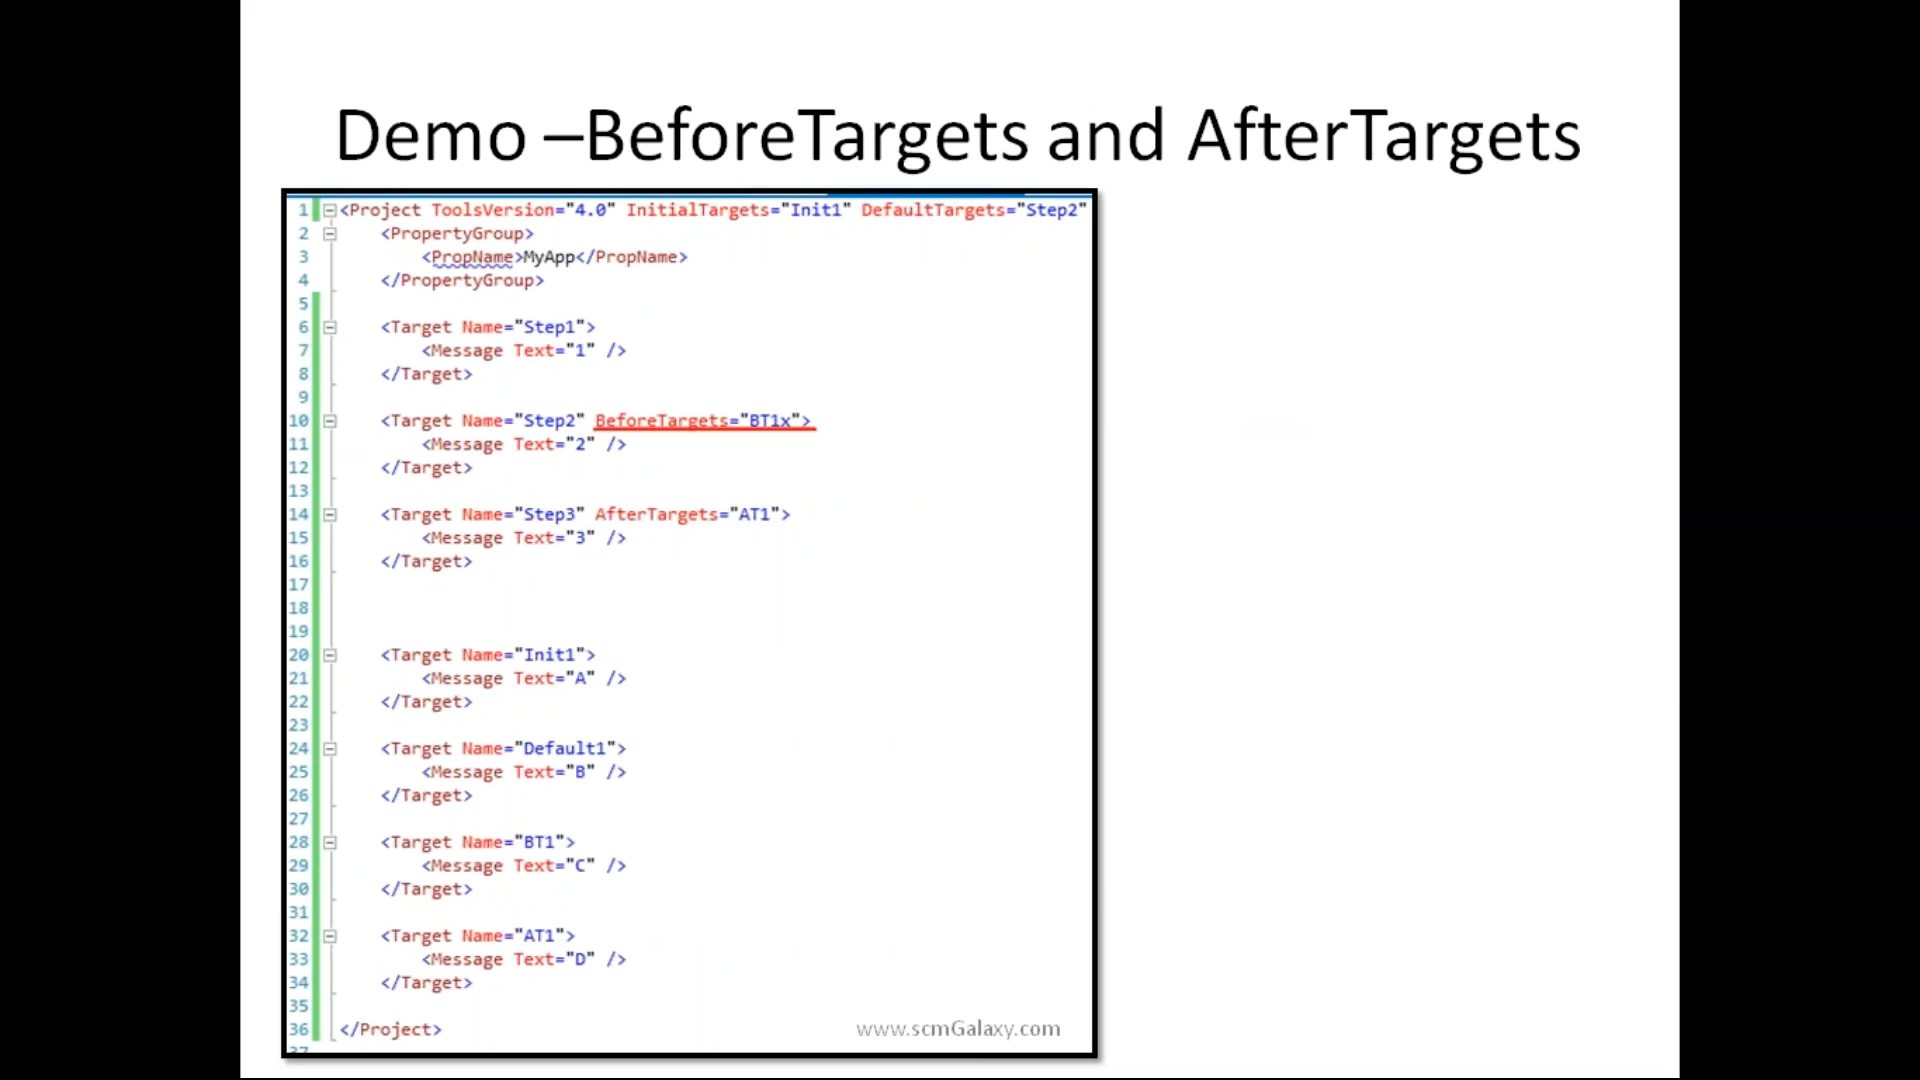 Demo –BeforeTargets and AfterTargets
1 <Project ToolsVersion="4.0" InitialTargets="Init1" DefaultTargets="Step2"
2 <PropertyGroup>
3 <PropName>MyApp</PropName>
4 </PropertyGroup>
5
6 <Target Name="Step1">
7 <Message Text="1" />
8 </Target>
9
10 <Target Name="Step2" BeforeTargets="BT1x">
11 <Message Text="2" />
12 </Target>
13
14 <Target Name="Step3" AfterTargets="AT1">
15 <Message Text="3" />
16 </Target>
17
18
19
20 <Target Name="Init1">
21 <Message Text="A" />
22 </Target>
23
24 <Target Name="Default1">
25 <Message Text="B" />
26 </Target>
27
28 <Target Name="BT1">
29 <Message Text="C" />
30 </Target>
31
32 <Target Name="AT1">
33 <Message Text="D" />
34 </Target>
35
36 </Project>
www.scmGalaxy.com
37